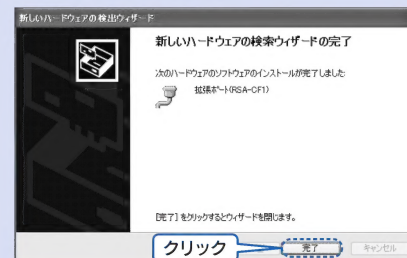 新しいハードウェアの検出ウィザード
新しいハードウェアの検索ウィザードの完了
次のハードウェアのソフトウェアのインストールが完了しました:
拡張ポート(RSA-CF1)
[完了] をクリックするとウィザードを閉じます。
クリック
完了
キャンセル